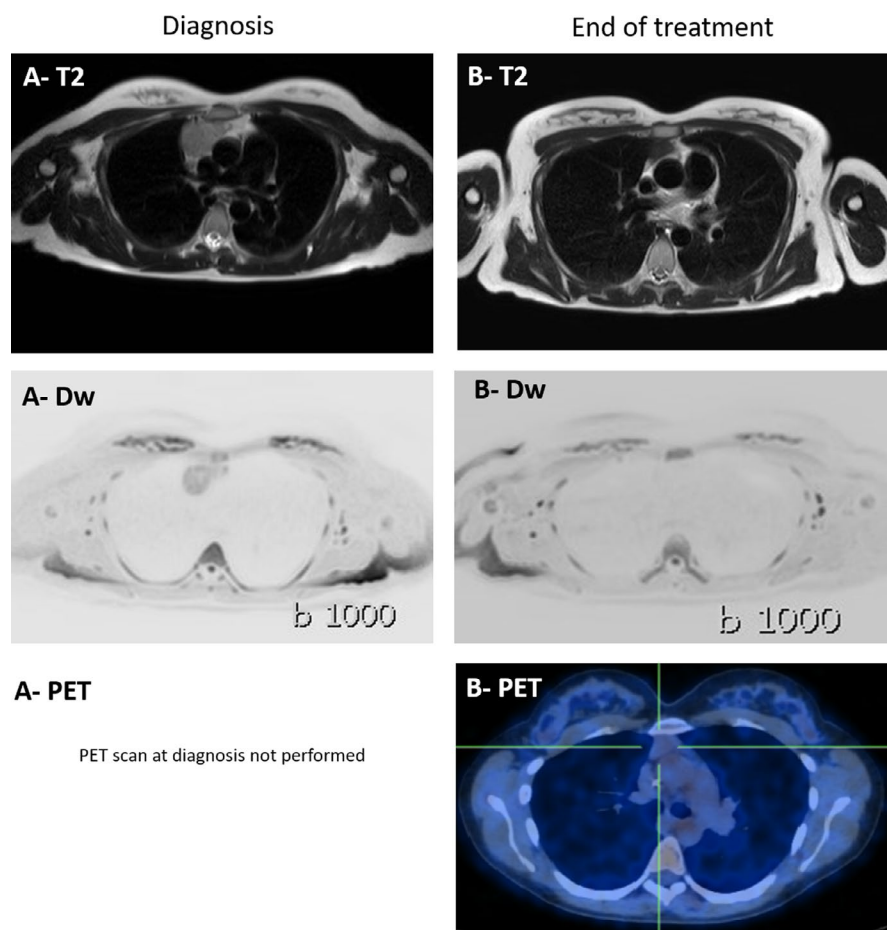 Diagnosis
End of treatment
A- T2
B- T2
A- Dw
B- Dw
b 1000
b 1000
A- PET
B- PET
PET scan at diagnosis not performed